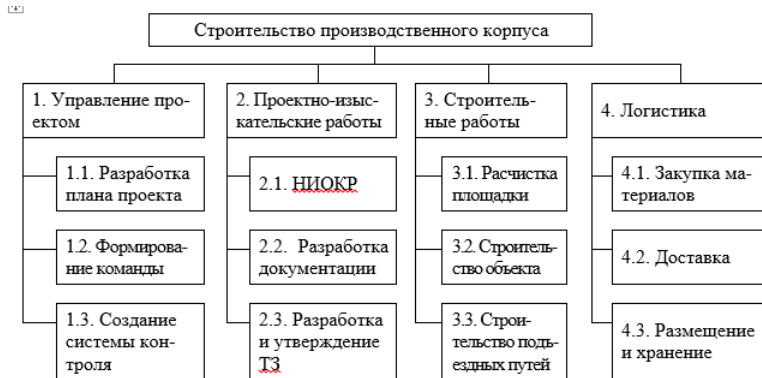 Строительство производственного корпуса
1. Управление про-
ектом
1.1. Разработка
плана проекта
1.2. Формирова-
ние команды
1.3. Создание
системы кон-
троля
2. Проектно-изыс-
кательские работы
2.1. НИОКР
2.2. Разработка
документации
2.3. Разработка
и утверждение
ТЗ
3. Строитель-
ные работы
3.1. Расчистка
площадки
3.2. Строитель-
ство объекта
3.3. Строи-
тельство подъ-
ездных путей
4. Логистика
4.1. Закупка ма-
териалов
4.2. Доставка
4.3. Размещение
и хранение